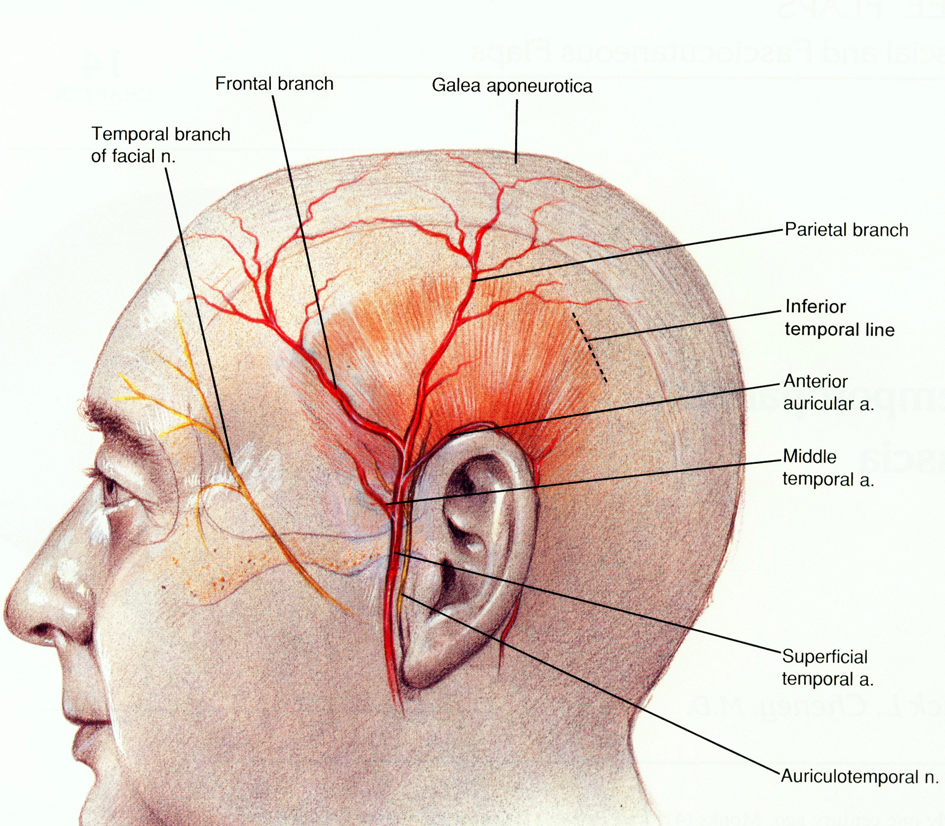 Frontal branch
Galea aponeurotica
Temporal branch
of facial n.
Parietal branch
Inferior
temporal line
Anterior
auricular a.
Middle
temporal a.
Superficial
temporal a.
Auriculotemporal n.